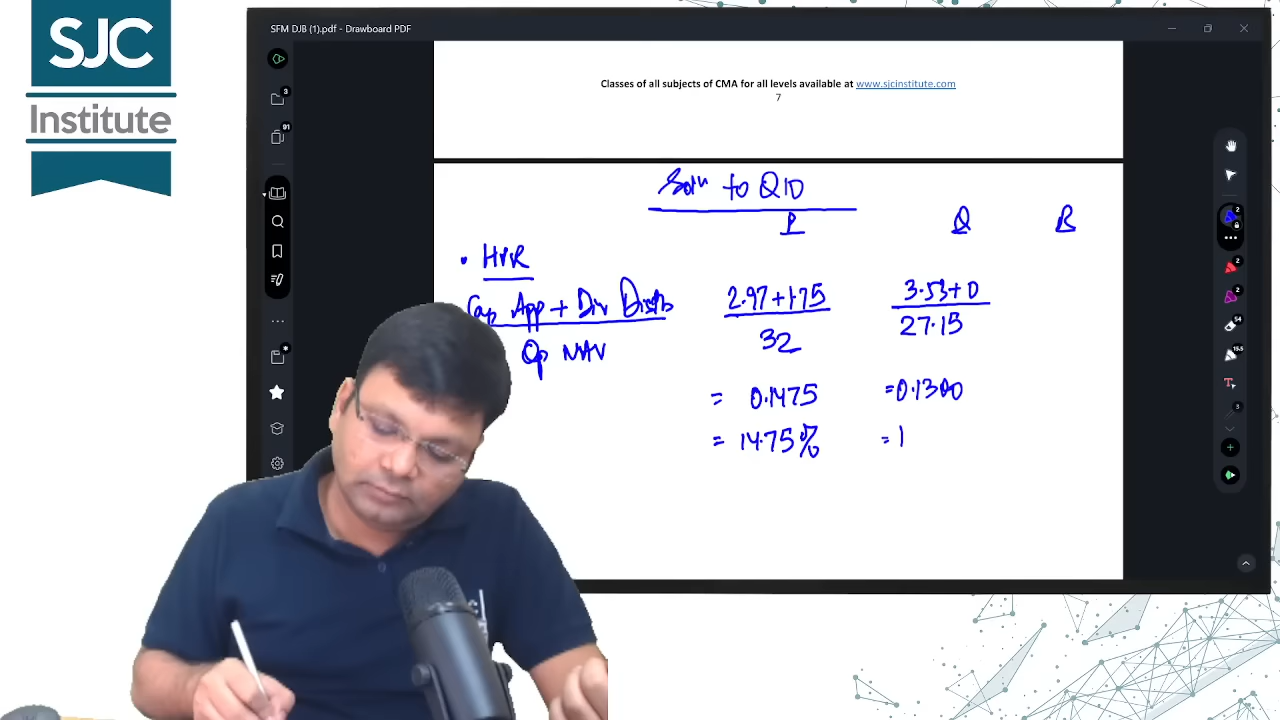 SJC
Institute
SFM DJB (1).pdf - Drawboard PDF
Classes of all subjects of CMA for all levels available at www.sjcinstitute.com
7
Soln to Q10
P Q R
• HPR
Cap App + Div Distb 2.97+1.75 3.53+0
Op NAV 32 27.15
= 0.1475 =0.1300
= 14.75% = 1